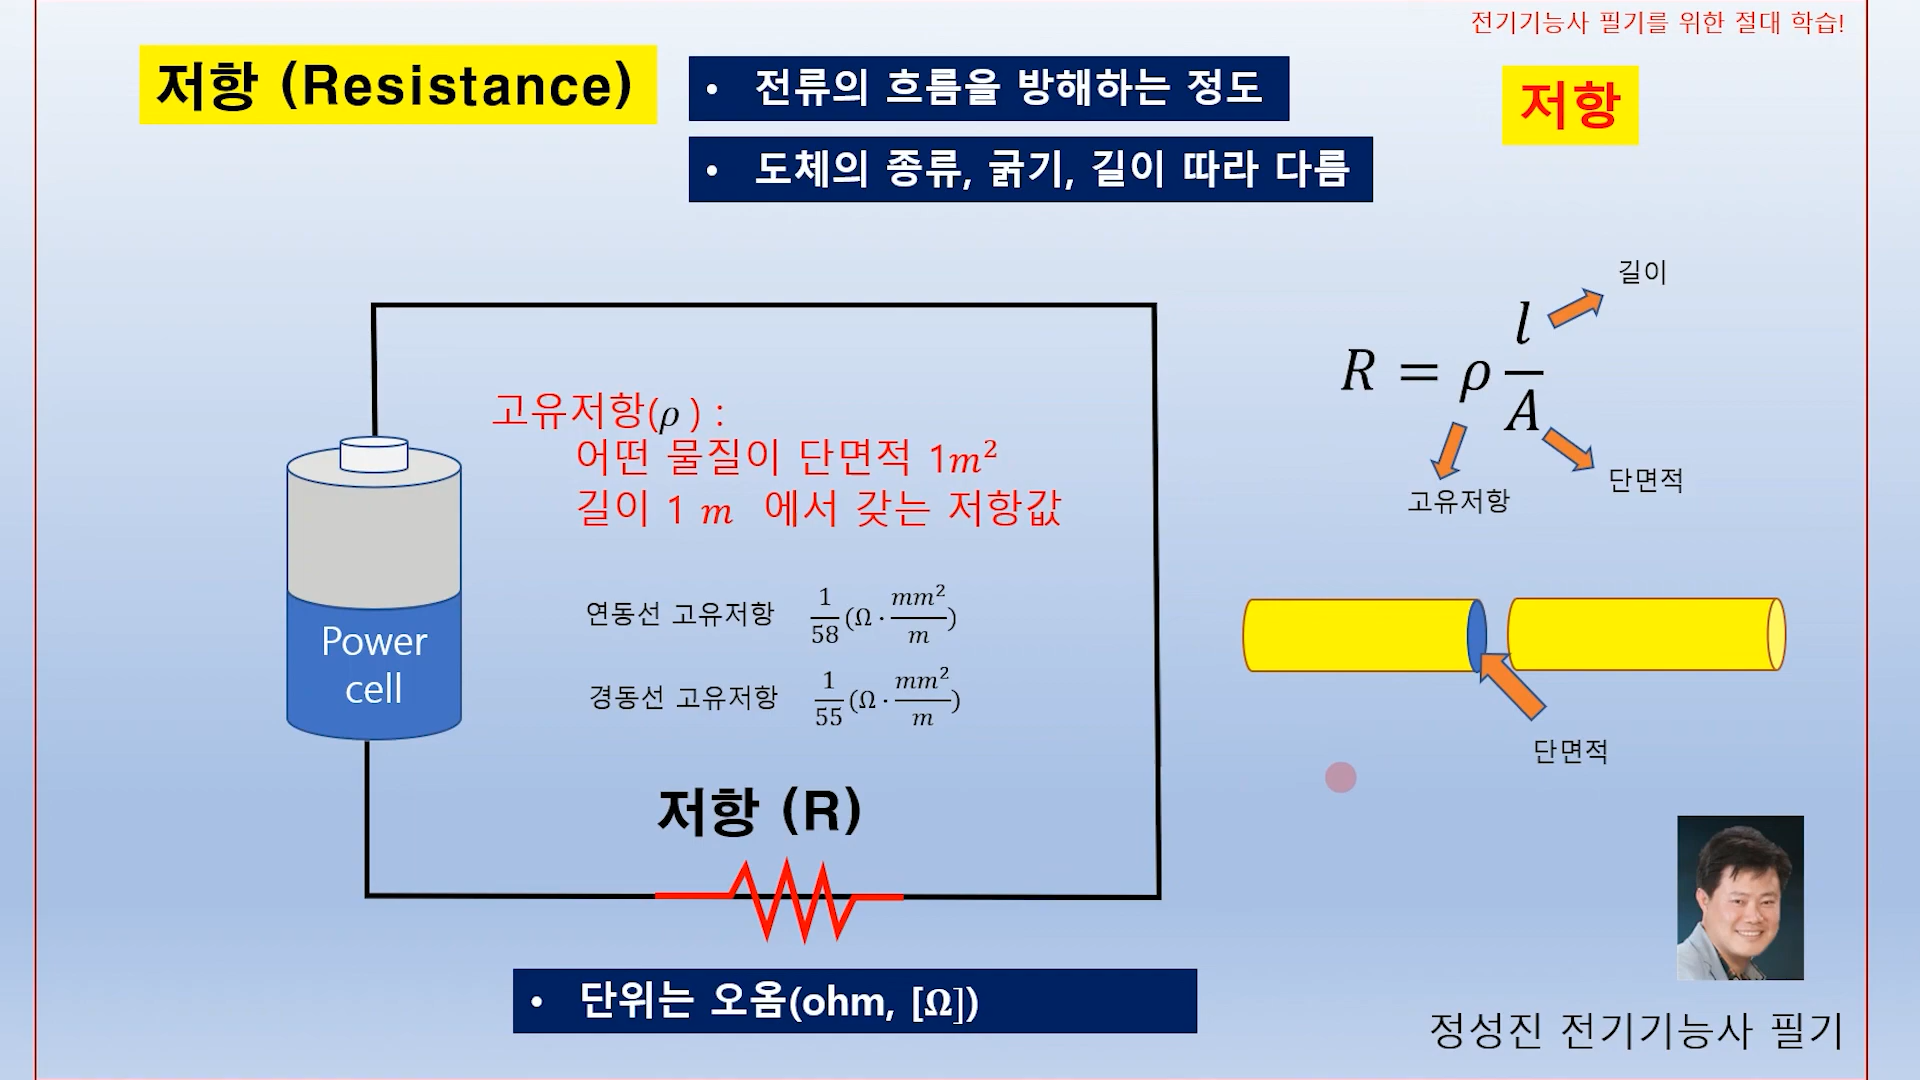 전기기능사 필기를 위한 절대 학습!
저항 (Resistance)
• 전류의 흐름을 방해하는 정도
저항
• 도체의 종류, 굵기, 길이 따라 다름
길이
R = ρ l/A
고유저항
단면적
고유저항(ρ ) :
어떤 물질이 단면적 1m²
길이 1 m 에서 갖는 저항값
연동선 고유저항 1/58 (Ω · mm²/m)
경동선 고유저항 1/55 (Ω · mm²/m)
Power
cell
단면적
저항 (R)
• 단위는 오옴(ohm, [Ω])
정성진 전기기능사 필기